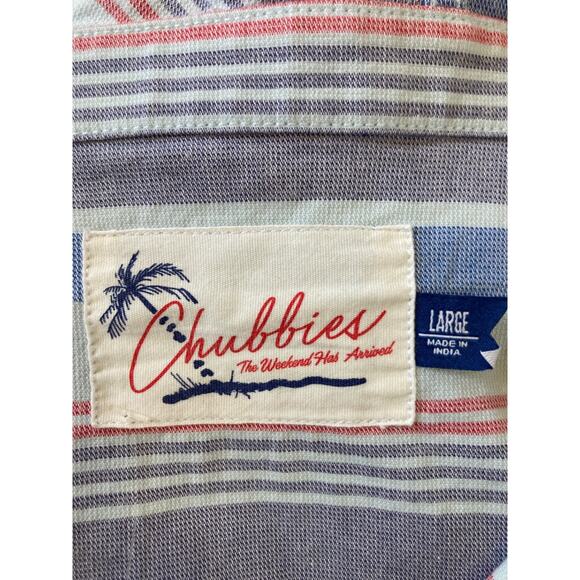 Chubbies
The Weekend Has Arrived
LARGE
MADE IN
INDIA